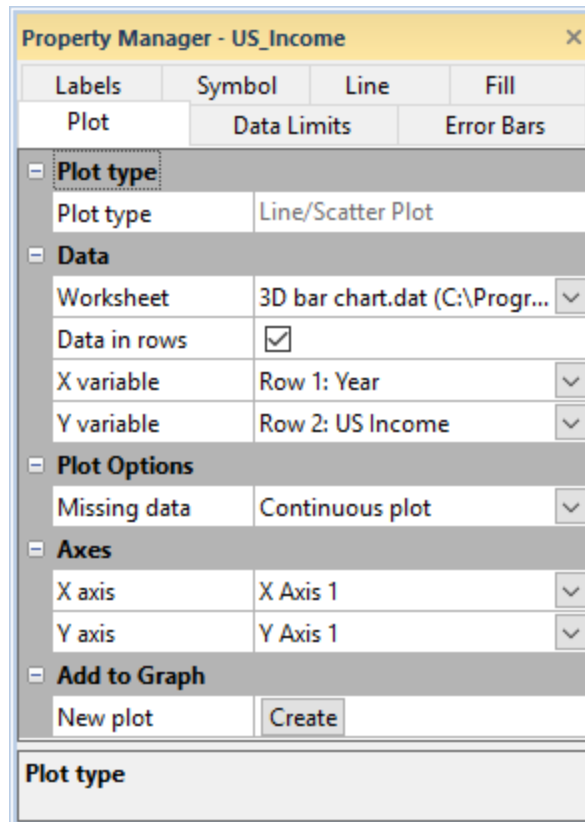 Property Manager - US_Income
Labels Symbol Line Fill
Plot Data Limits Error Bars
Plot type
Plot type Line/Scatter Plot
Data
Worksheet 3D bar chart.dat (C:\Progr...
Data in rows
X variable Row 1: Year
Y variable Row 2: US Income
Plot Options
Missing data Continuous plot
Axes
X axis X Axis 1
Y axis Y Axis 1
Add to Graph
New plot Create
Plot type